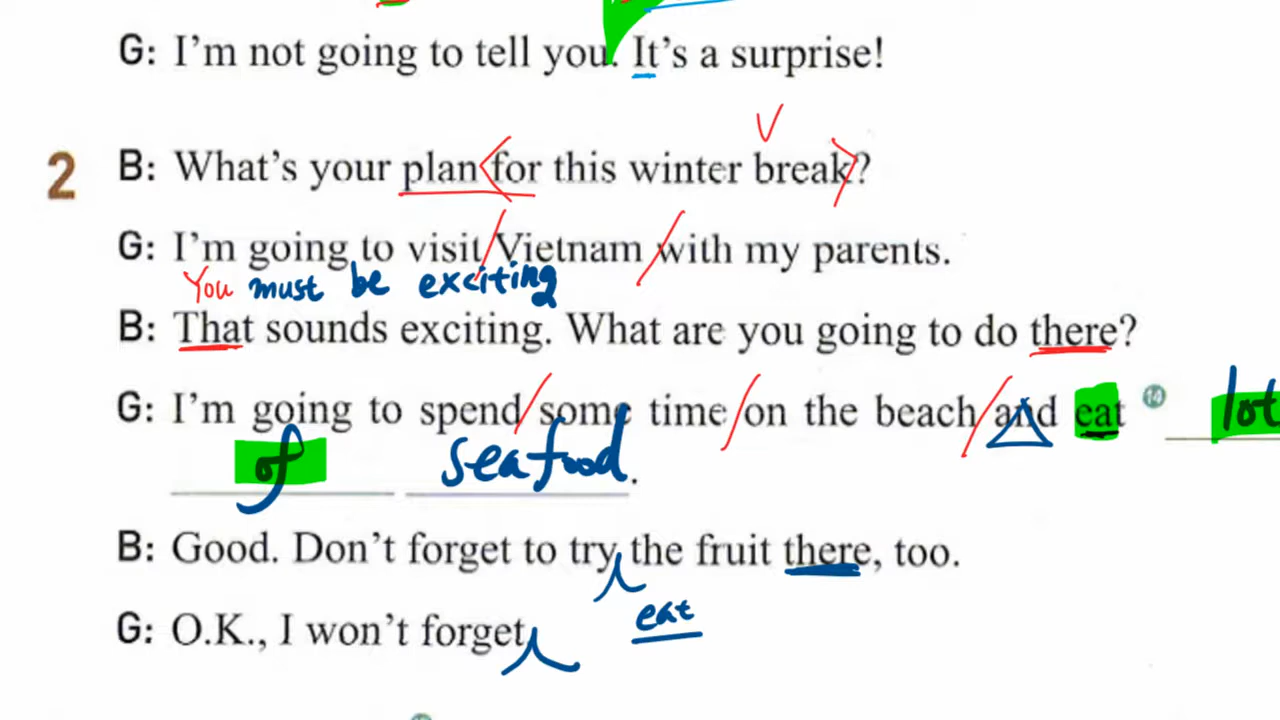 G: I'm not going to tell you. It's a surprise!
V
2 B: What's your plan for this winter break?
G: I'm going to visit Vietnam with my parents.
You must be exciting
B: That sounds exciting. What are you going to do there?
G: I'm going to spend some time on the beach and eat 14 lot
of seafood.
B: Good. Don't forget to try the fruit there, too.
eat
G: O.K., I won't forget